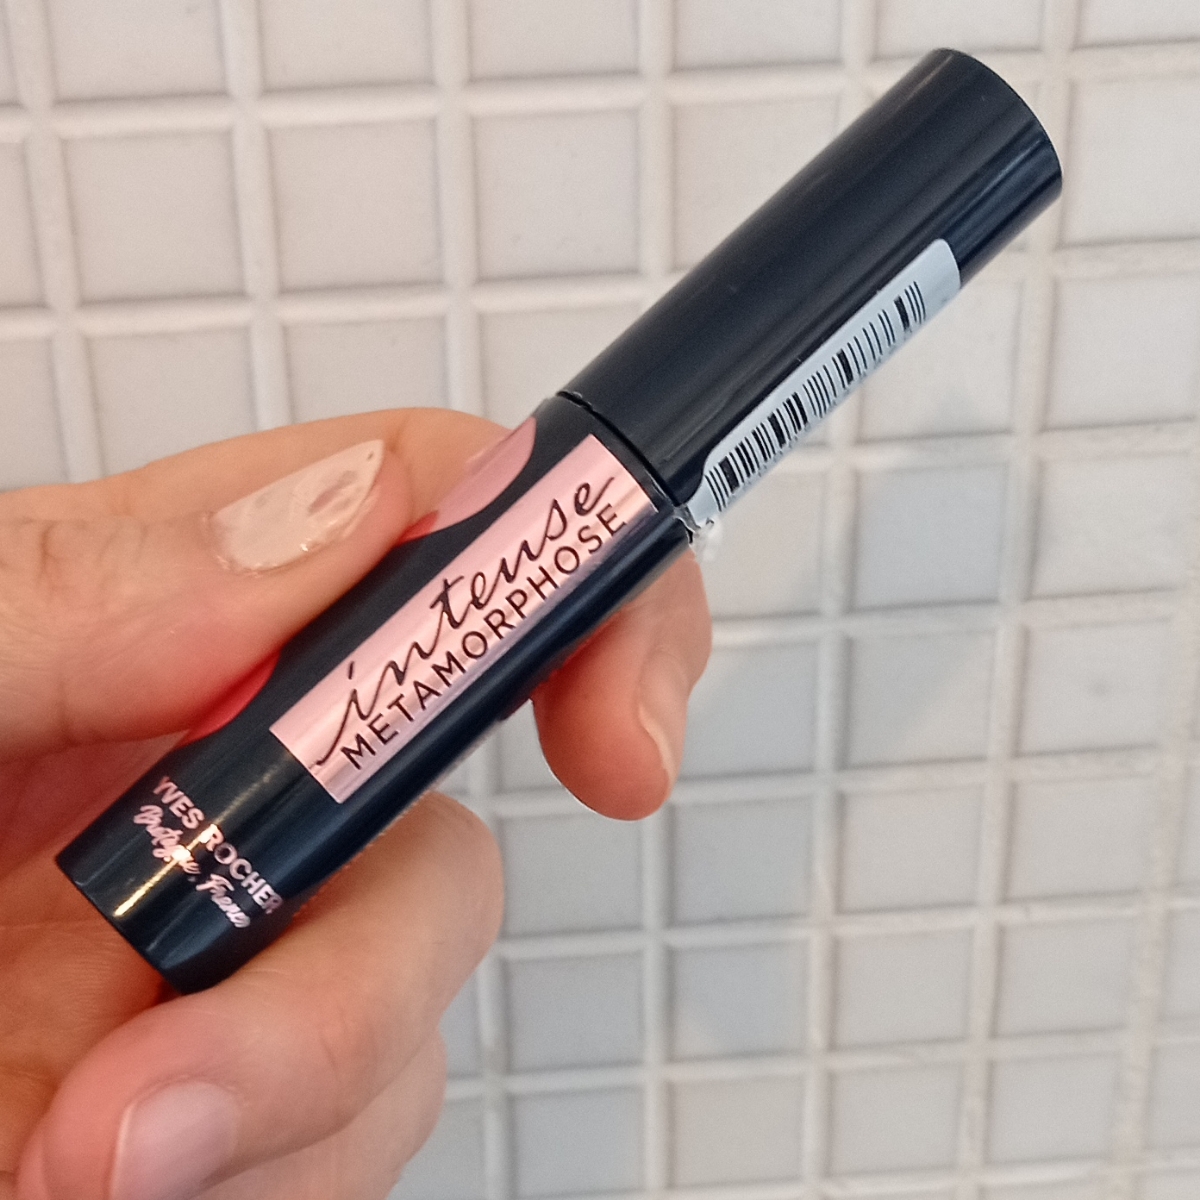 intense
METAMORPHOSE
YVES ROCHER
Bretagne, France